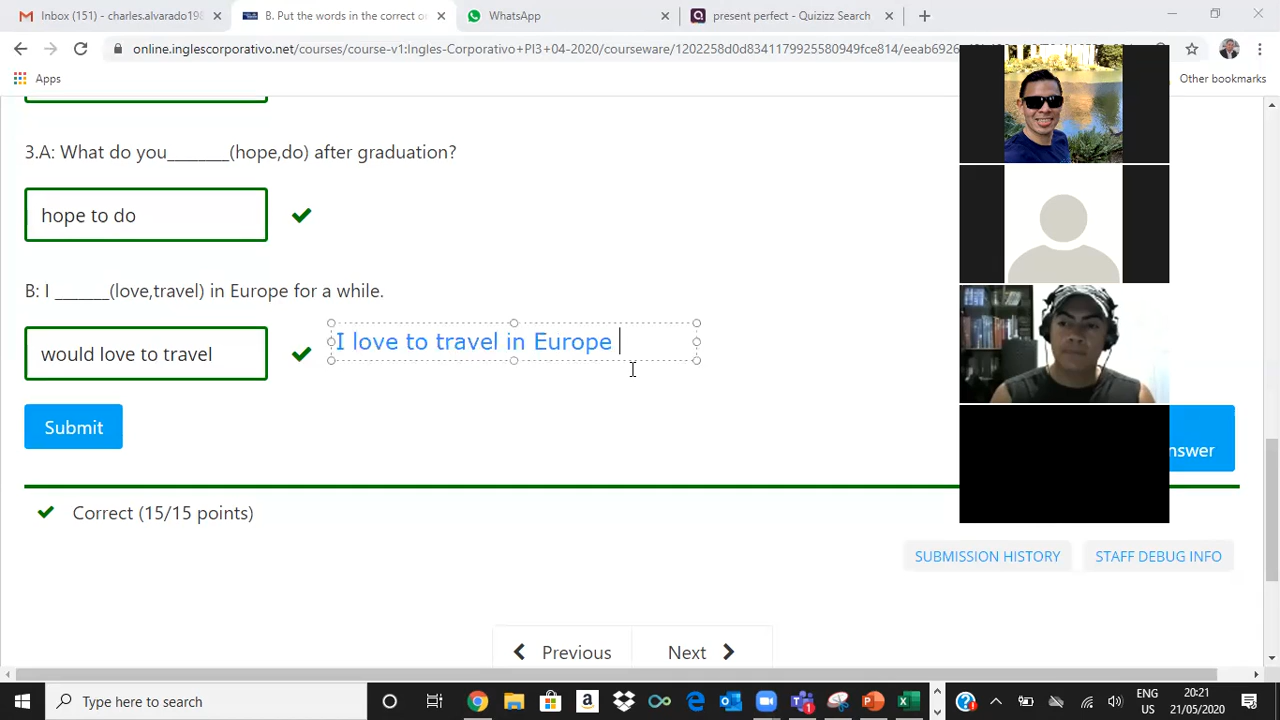 Inbox (151) - charles.alvarado198
B. Put the words in the correct or
WhatsApp
present perfect - Quizizz Search
online.inglescorporativo.net/courses/course-v1:Ingles-Corporativo+PI3+04-2020/courseware/1202258d0d8341179925580949fce814/eeab6926
Apps
Other bookmarks
3.A: What do you________(hope,do) after graduation?
hope to do
B: I _______(love,travel) in Europe for a while.
I love to travel in Europe
would love to travel
Submit
nswer
Correct (15/15 points)
SUBMISSION HISTORY
STAFF DEBUG INFO
Previous
Next
Type here to search
ENG
US
20:21
21/05/2020